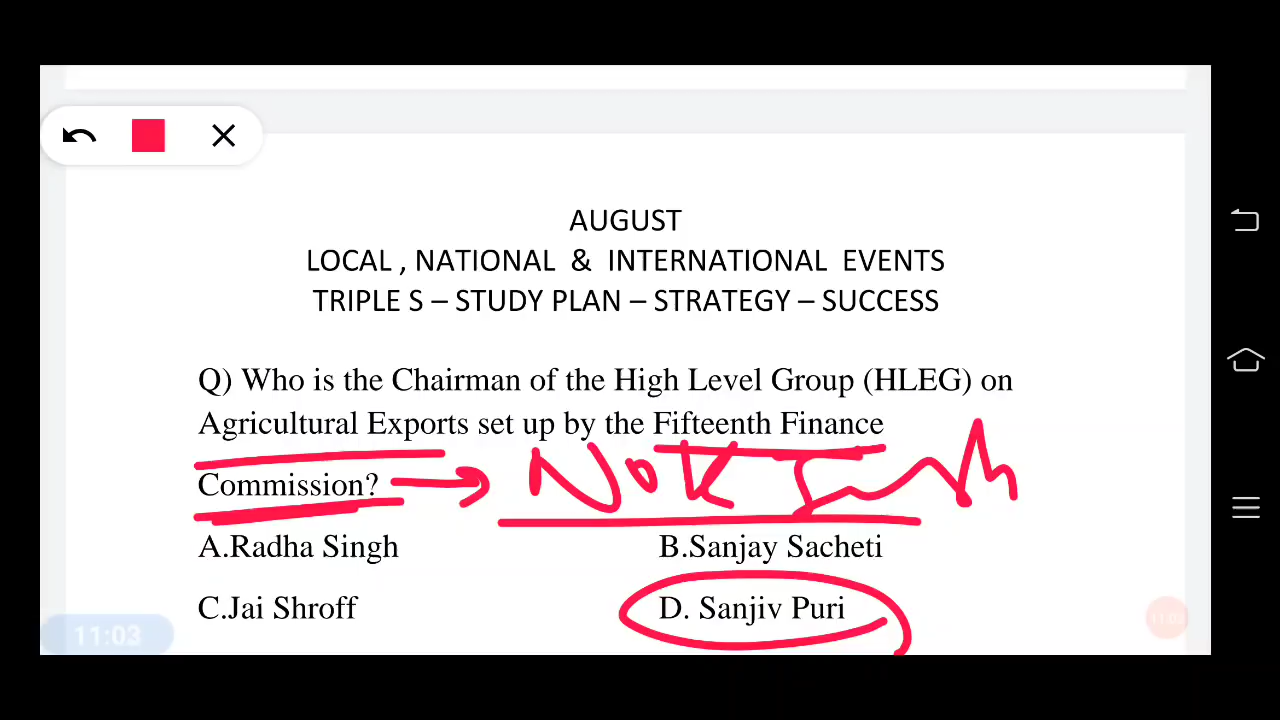 AUGUST
LOCAL , NATIONAL & INTERNATIONAL EVENTS
TRIPLE S – STUDY PLAN – STRATEGY – SUCCESS
Q) Who is the Chairman of the High Level Group (HLEG) on
Agricultural Exports set up by the Fifteenth Finance
Commission?
N K
A.Radha Singh B.Sanjay Sacheti
C.Jai Shroff D. Sanjiv Puri
11:03